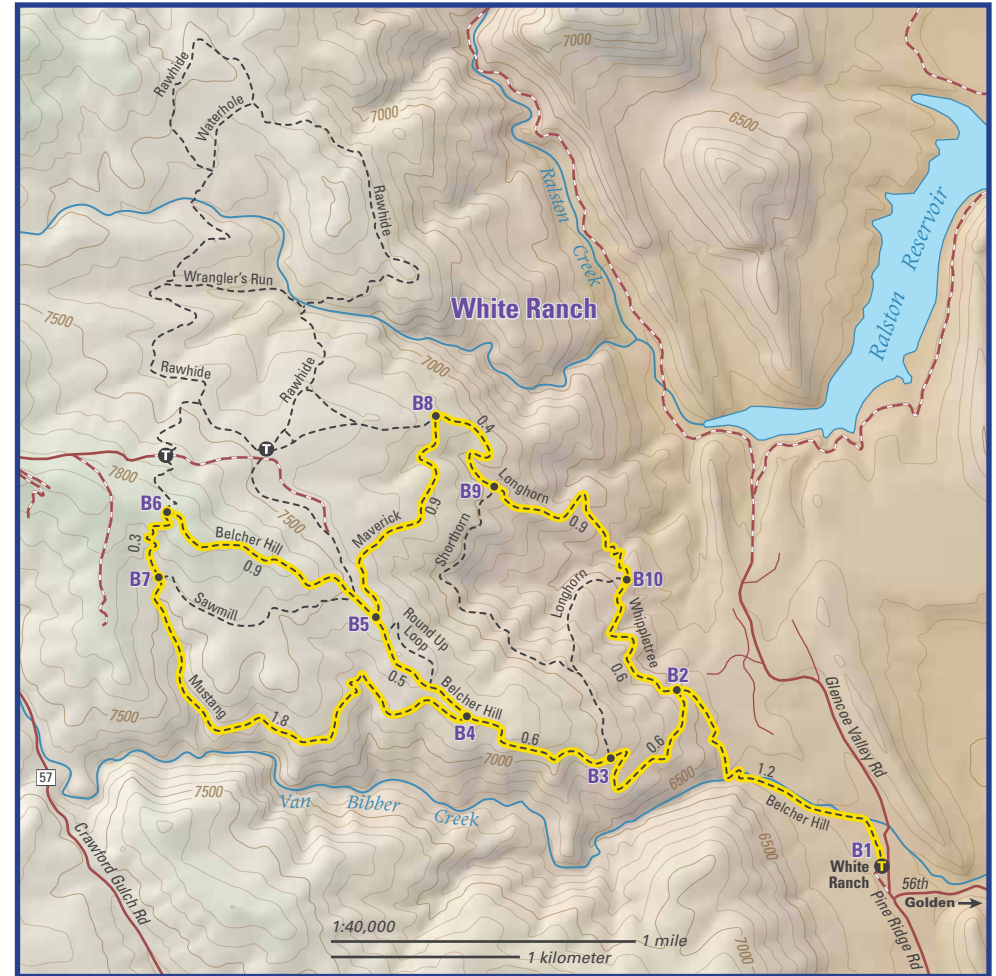 7000
Rawhide
Waterhole
7000
6500
Rawhide
Ralston
Creek
Ralston Reservoir
Wrangler's Run
White Ranch
7500
7000
Rawhide
Rawhide
B8
0.4
T
T
7800
B9
Longhorn
0.9
0.9
B6
7500
Maverick
Belcher Hill
0.9
0.3
Shorthorn
B7
Longhorn
B10
Sawmill
Whippletree
B5
Round Up
Loop
0.6
0.5
B2
Belcher Hill
Mustang
7500
1.8
B4
0.6
7000
B3
0.6
6500
Glencoe Valley Rd
1.2
Belcher Hill
57
7500
Van Bibber
Creek
6500
B1
White
Ranch
T
56th
Golden
Crawford Gulch Rd
Pine Ridge Rd
7000
1:40,000
1 mile
1 kilometer